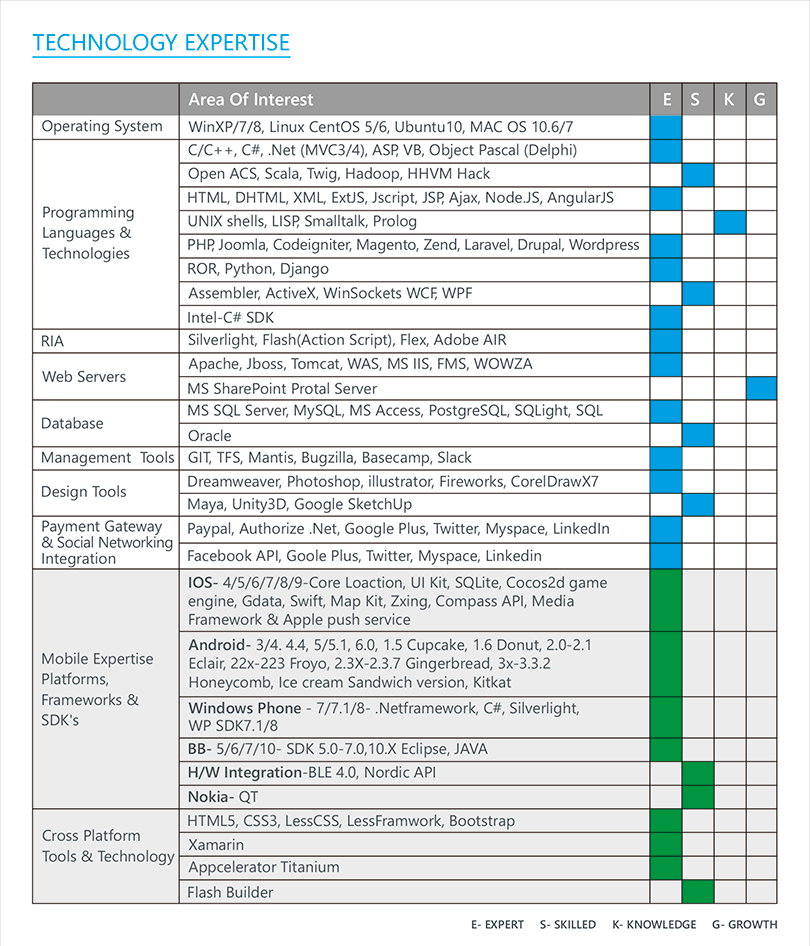 TECHNOLOGY EXPERTISE
Area Of Interest E S K G
Operating System WinXP/7/8, Linux CentOS 5/6, Ubuntu10, MAC OS 10.6/7
Programming
Languages &
Technologies
C/C++, C#, .Net (MVC3/4), ASP, VB, Object Pascal (Delphi)
Open ACS, Scala, Twig, Hadoop, HHVM Hack
HTML, DHTML, XML, ExtJS, Jscript, JSP, Ajax, Node.JS, AngularJS
UNIX shells, LISP, Smalltalk, Prolog
PHP, Joomla, Codeigniter, Magento, Zend, Laravel, Drupal, Wordpress
ROR, Python, Django
Assembler, ActiveX, WinSockets WCF, WPF
Intel-C# SDK
RIA Silverlight, Flash(Action Script), Flex, Adobe AIR
Web Servers
Apache, Jboss, Tomcat, WAS, MS IIS, FMS, WOWZA
MS SharePoint Protal Server
Database
MS SQL Server, MySQL, MS Access, PostgreSQL, SQLight, SQL
Oracle
Management Tools GIT, TFS, Mantis, Bugzilla, Basecamp, Slack
Design Tools
Dreamweaver, Photoshop, illustrator, Fireworks, CorelDrawX7
Maya, Unity3D, Google SketchUp
Payment Gateway
& Social Networking
Integration
Paypal, Authorize .Net, Google Plus, Twitter, Myspace, LinkedIn
Facebook API, Goole Plus, Twitter, Myspace, Linkedin
Mobile Expertise
Platforms,
Frameworks &
SDK's
IOS- 4/5/6/7/8/9-Core Loaction, UI Kit, SQLite, Cocos2d game
engine, Gdata, Swift, Map Kit, Zxing, Compass API, Media
Framework & Apple push service
Android- 3/4. 4.4, 5/5.1, 6.0, 1.5 Cupcake, 1.6 Donut, 2.0-2.1
Eclair, 22x-223 Froyo, 2.3X-2.3.7 Gingerbread, 3x-3.3.2
Honeycomb, Ice cream Sandwich version, Kitkat
Windows Phone - 7/7.1/8- .Netframework, C#, Silverlight,
WP SDK7.1/8
BB- 5/6/7/10- SDK 5.0-7.0,10.X Eclipse, JAVA
H/W Integration-BLE 4.0, Nordic API
Nokia- QT
Cross Platform
Tools & Technology
HTML5, CSS3, LessCSS, LessFramwork, Bootstrap
Xamarin
Appcelerator Titanium
Flash Builder
E- EXPERT S- SKILLED K- KNOWLEDGE G- GROWTH